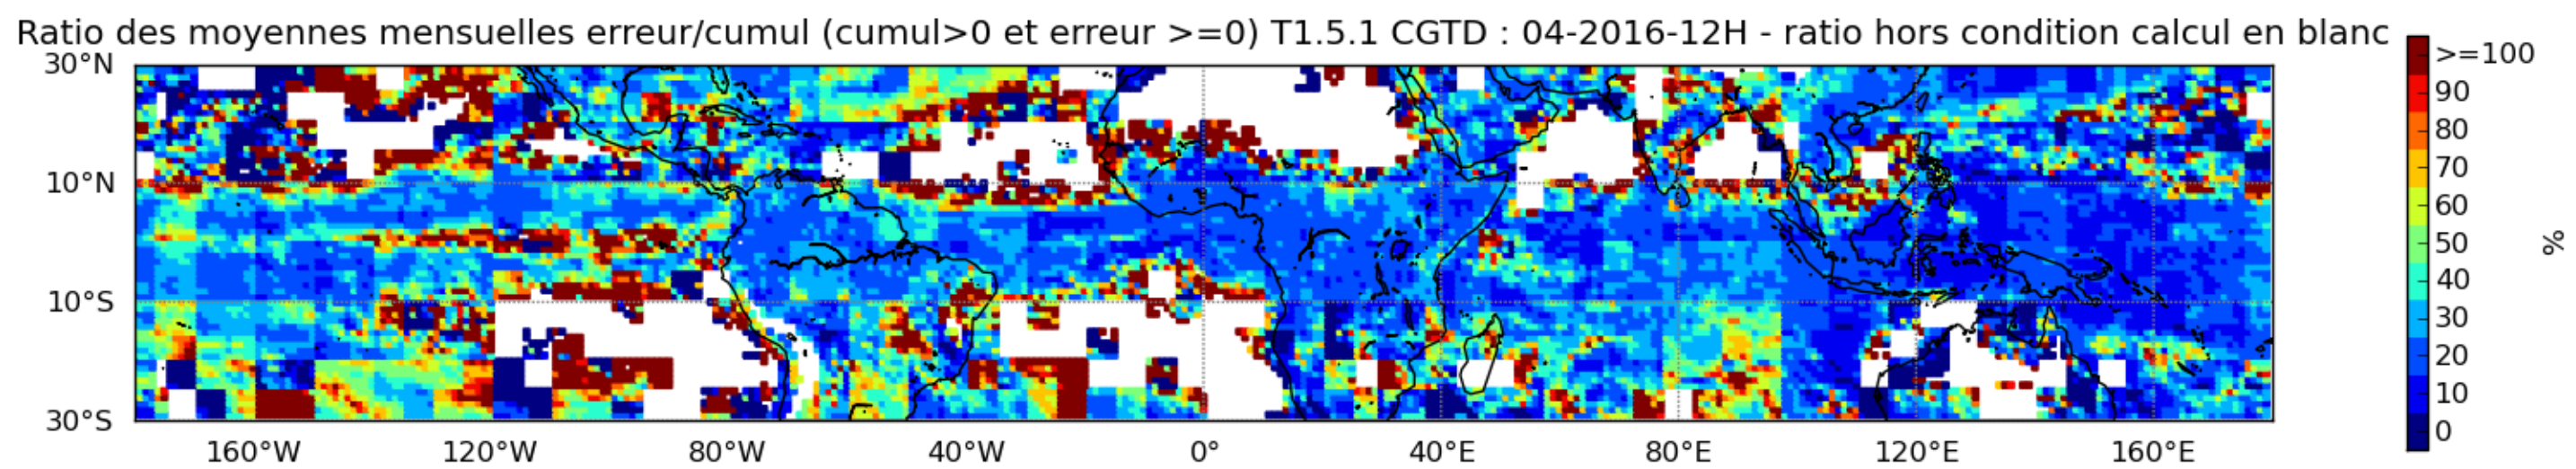 Ratio des moyennes mensuelles erreur/cumul (cumul>0 et erreur >=0) T1.5.1 CGTD : 04-2016-12H - ratio hors condition calcul en blanc
30°N
10°N
10°S
30°S
160°W 120°W 80°W 40°W 0° 40°E 80°E 120°E 160°E
>=100
90
80
70
60
50
40
30
20
10
0
%